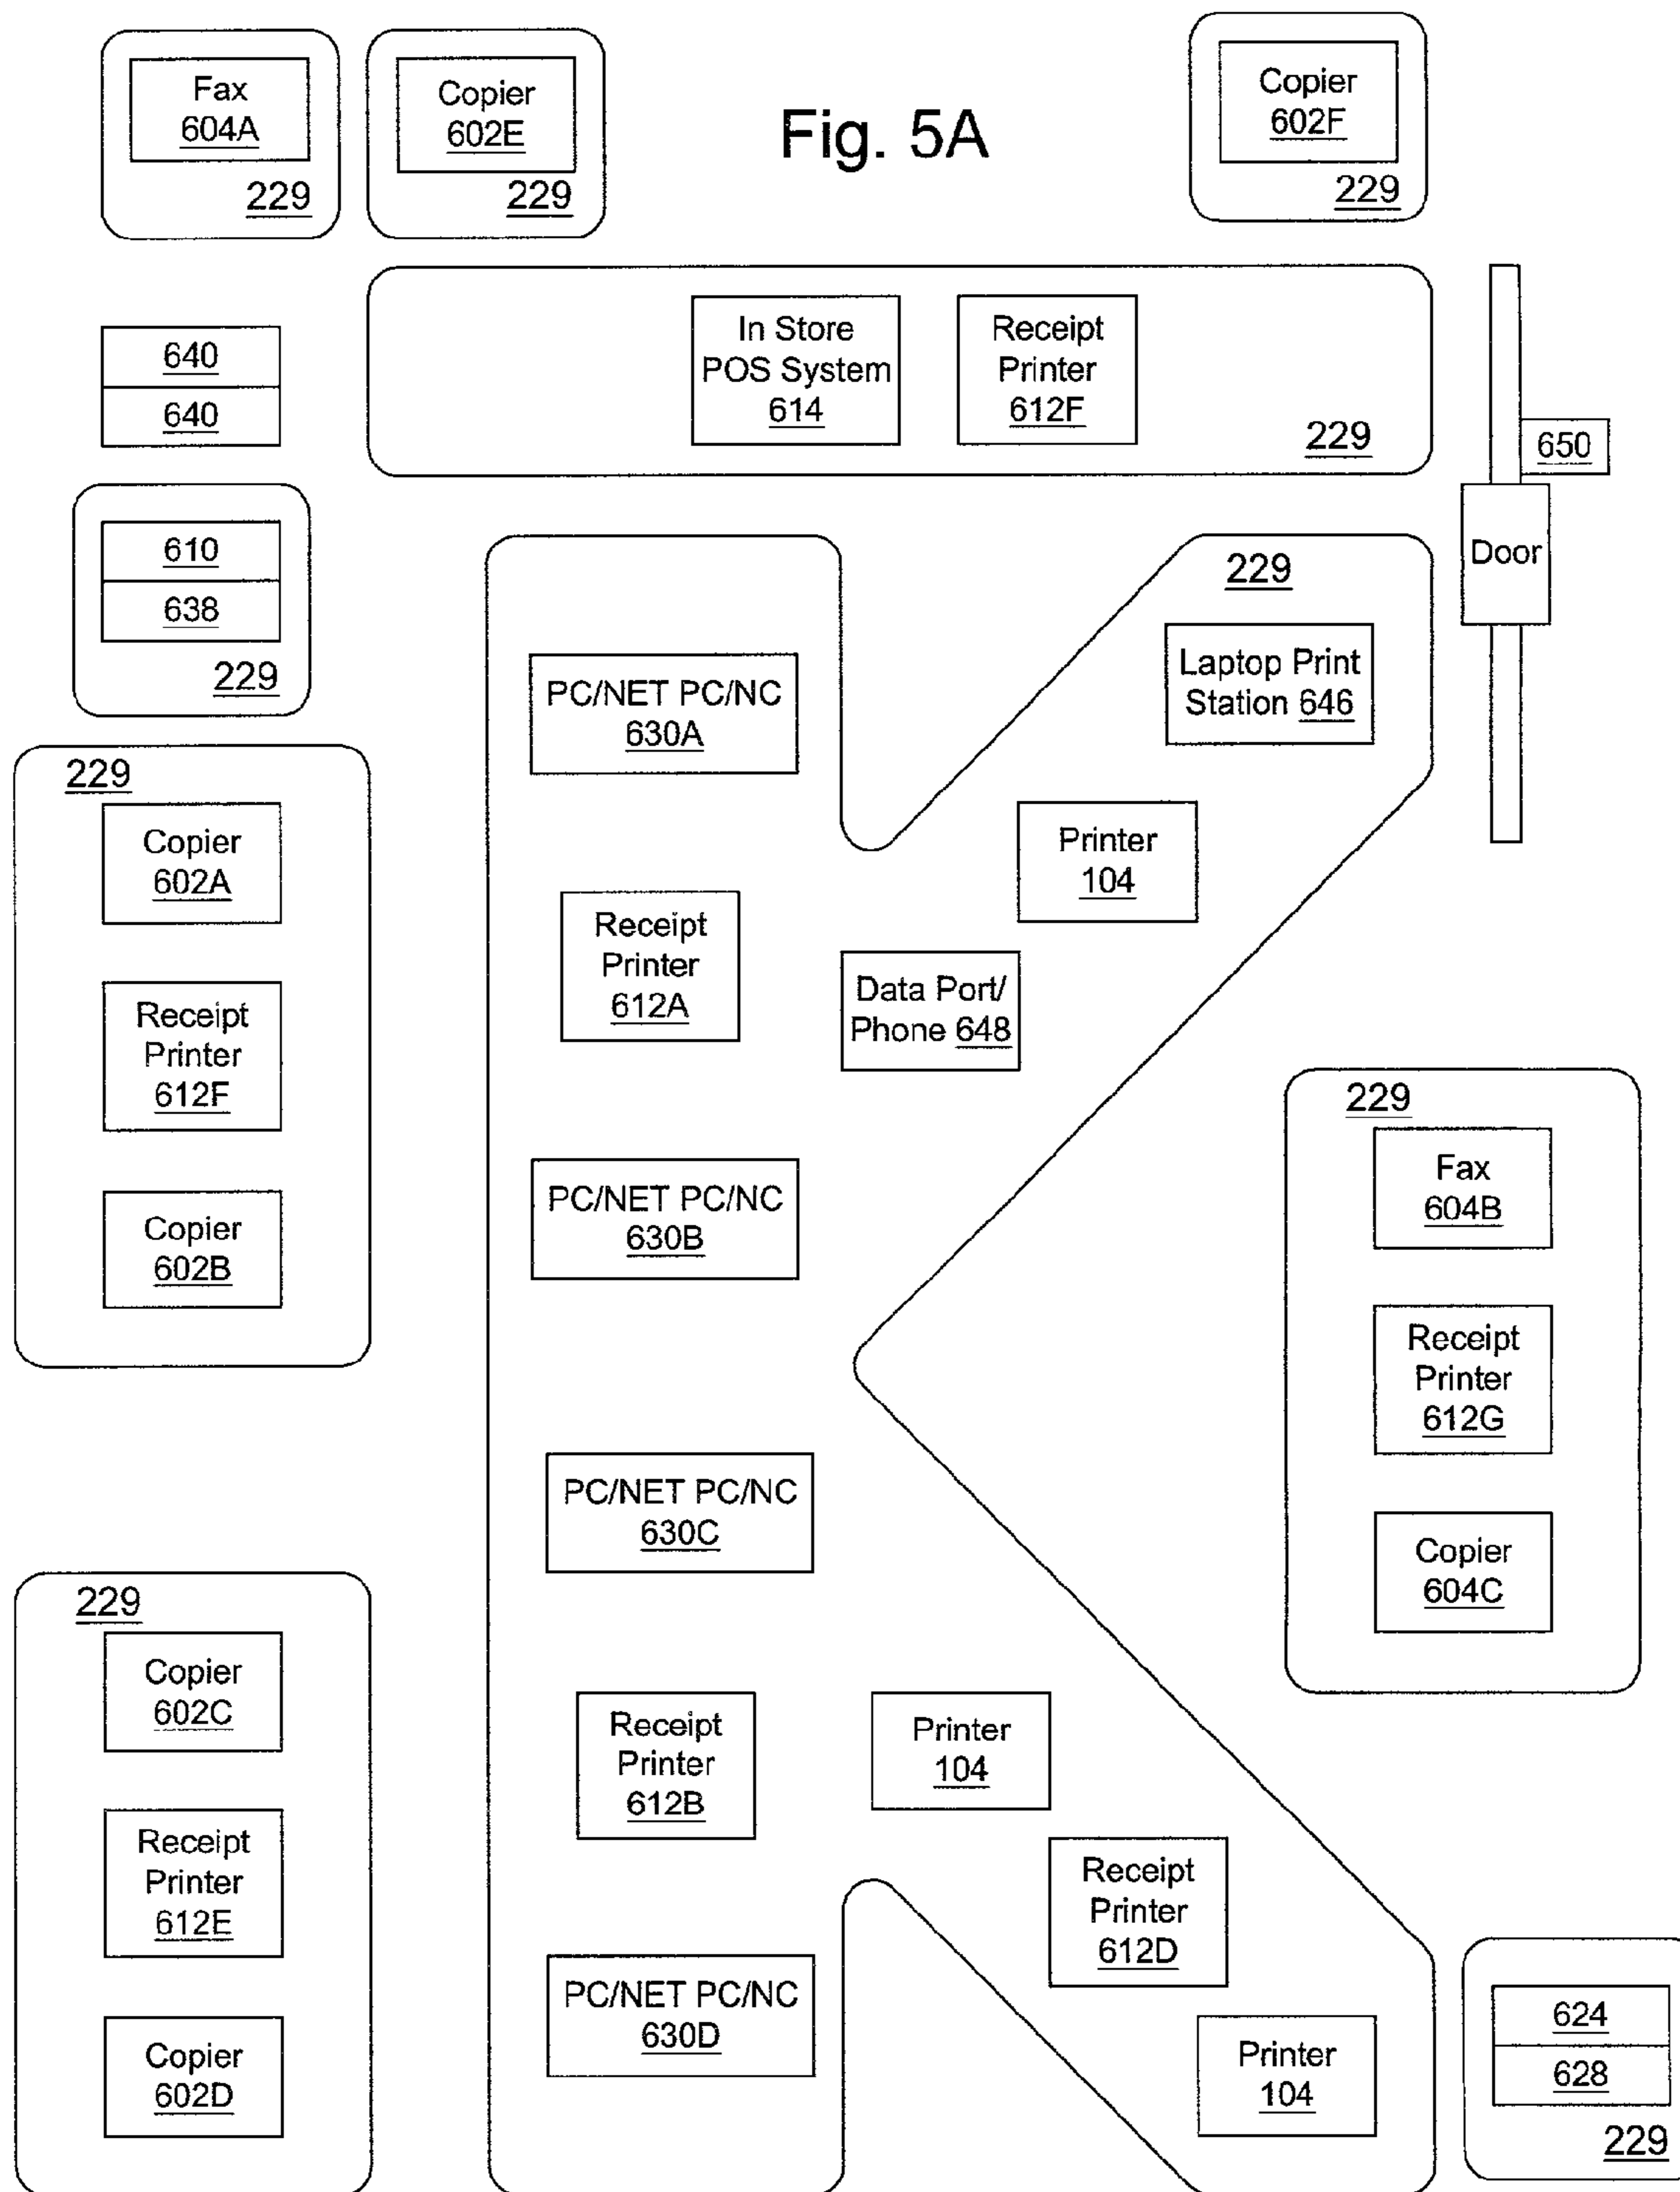 Fig. 5A
Fax
604A
229
Copier
602E
229
Copier
602F
229
In Store
POS System
614
Receipt
Printer
612F
229
640
640
650
Door
610
638
229
229
Copier
602A
Receipt
Printer
612F
Copier
602B
229
Copier
602C
Receipt
Printer
612E
Copier
602D
229
Laptop Print
Station 646
PC/NET PC/NC
630A
Printer
104
Receipt
Printer
612A
Data Port/
Phone 648
PC/NET PC/NC
630B
PC/NET PC/NC
630C
Receipt
Printer
612B
Printer
104
Receipt
Printer
612D
PC/NET PC/NC
630D
Printer
104
229
Fax
604B
Receipt
Printer
612G
Copier
604C
624
628
229